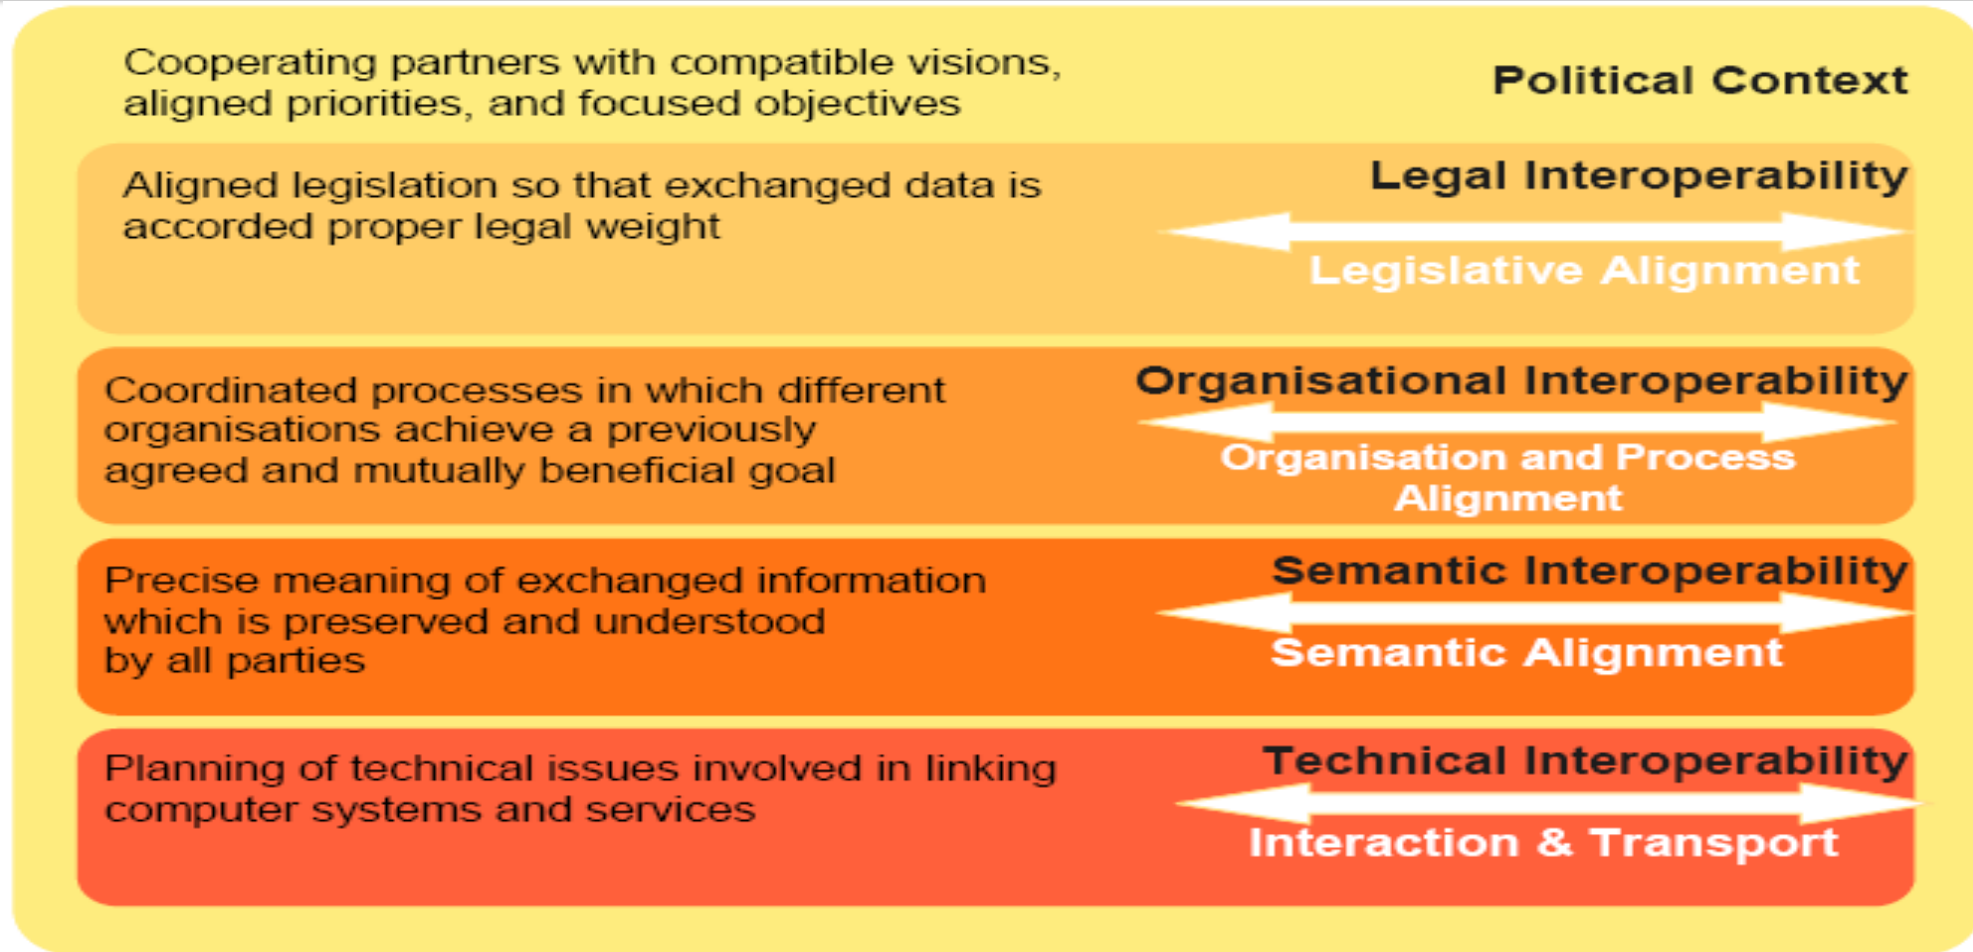 Cooperating partners with compatible visions,
aligned priorities, and focused objectives
Political Context
Aligned legislation so that exchanged data is
accorded proper legal weight
Legal Interoperability
Legislative Alignment
Coordinated processes in which different
organisations achieve a previously
agreed and mutually beneficial goal
Organisational Interoperability
Organisation and Process
Alignment
Precise meaning of exchanged information
which is preserved and understood
by all parties
Semantic Interoperability
Semantic Alignment
Planning of technical issues involved in linking
computer systems and services
Technical Interoperability
Interaction & Transport